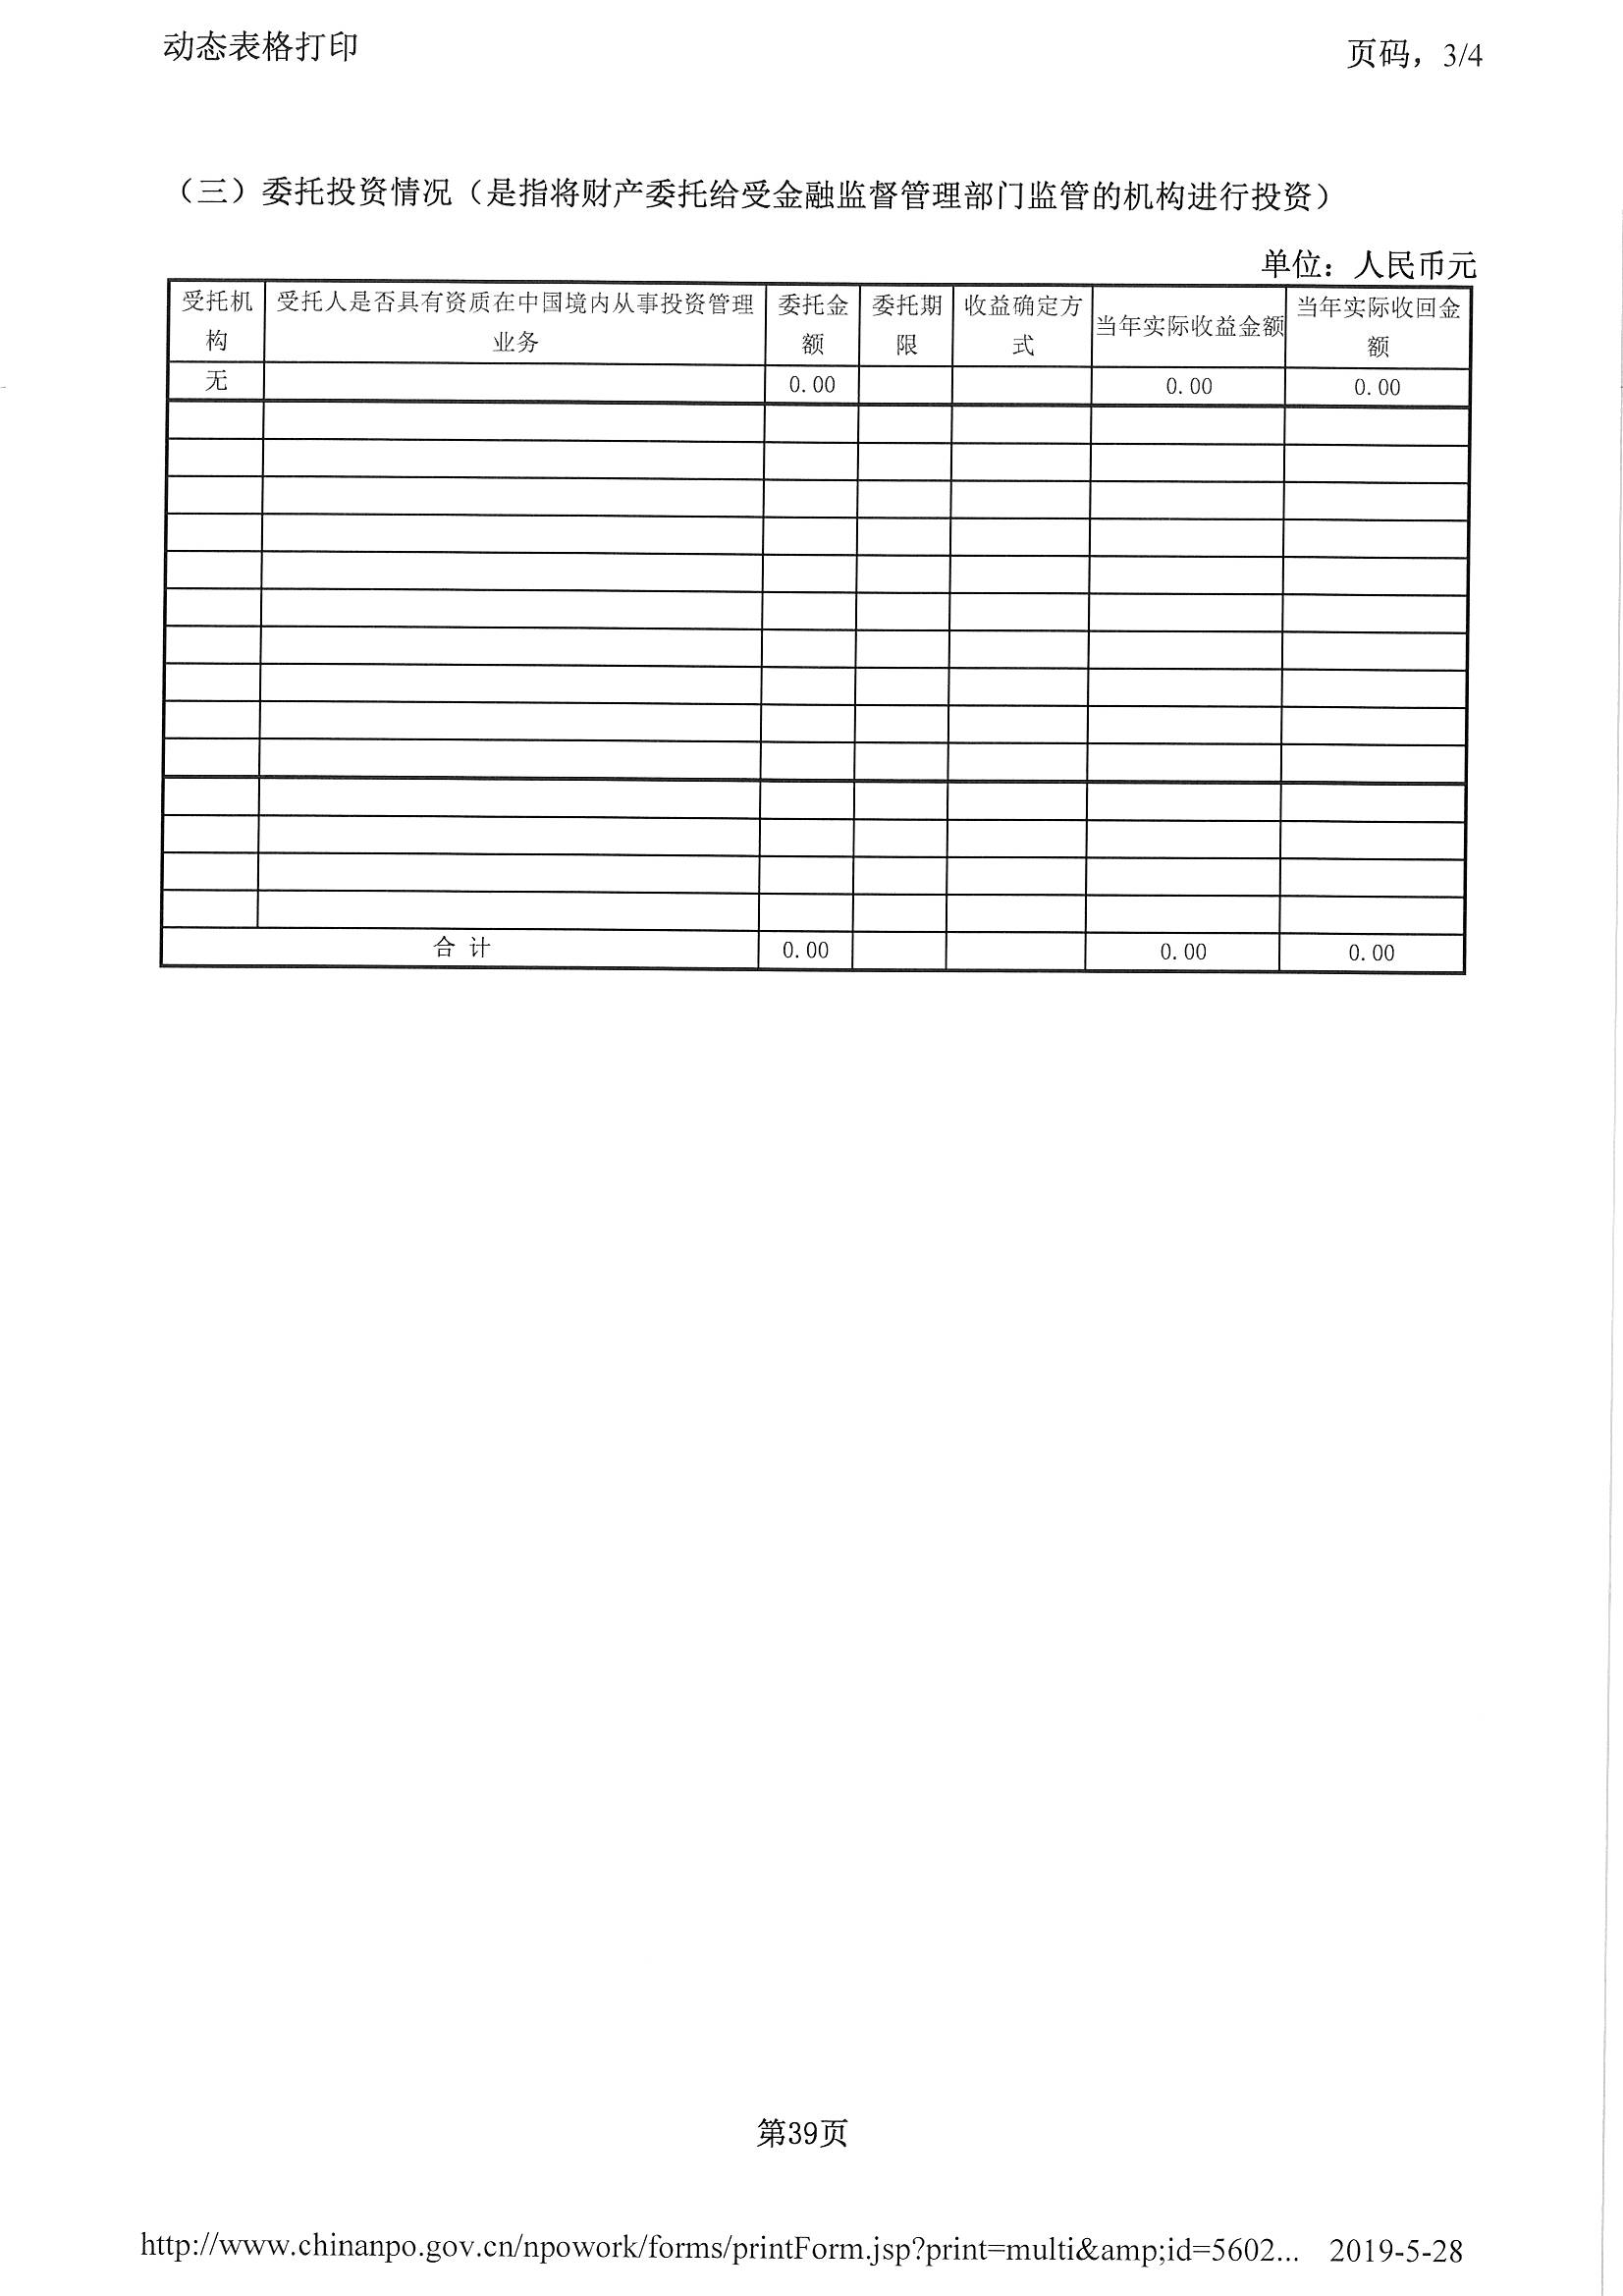 动态表格打印
页码，3/4
（三）委托投资情况（是指将财产委托给受金融监督管理部门监管的机构进行投资）
单位：人民币元
受托机构 受托人是否具有资质在中国境内从事投资管理业务 委托金额 委托期限 收益确定方式 当年实际收益金额 当年实际收回金额
无 0.00 0.00 0.00
合 计 0.00 0.00 0.00
第39页
http://www.chinanpo.gov.cn/npowork/forms/printForm.jsp?print=multi&amp;id=5602... 2019-5-28